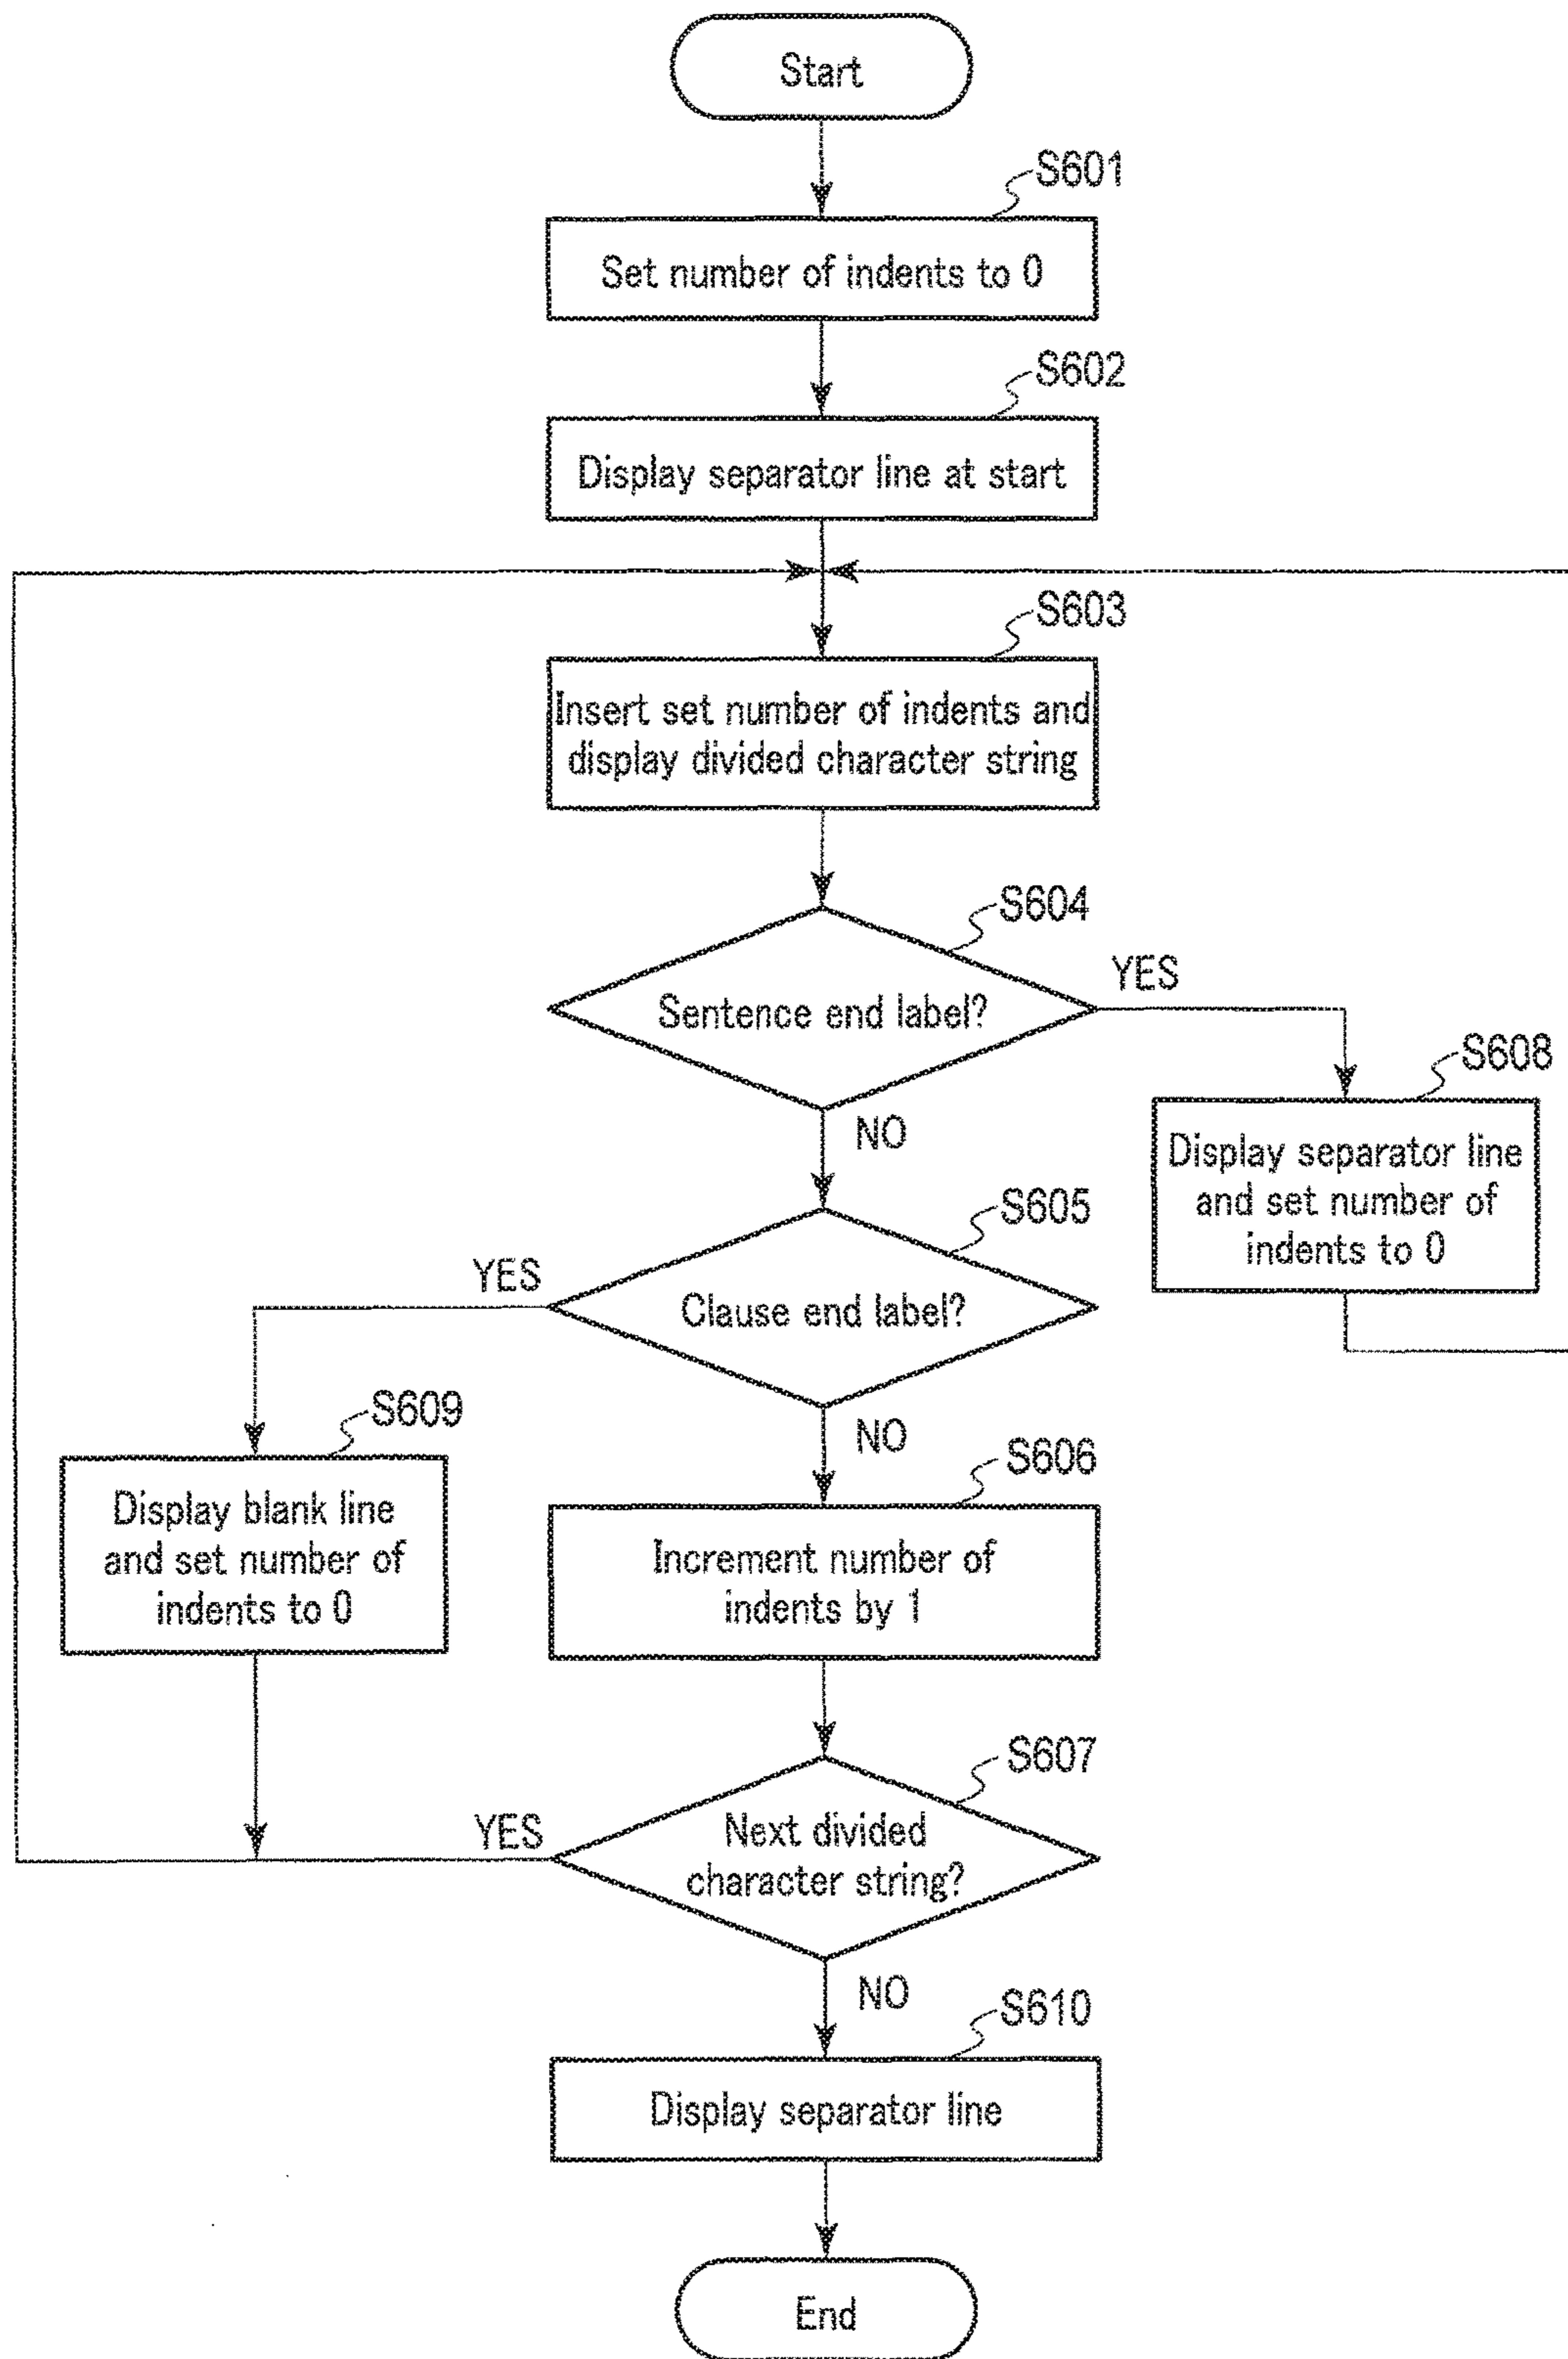 Start
S601
Set number of indents to 0
S602
Display separator line at start
S603
Insert set number of indents and
display divided character string
S604
Sentence end label?
YES
NO
S608
Display separator line
and set number of
indents to 0
S605
Clause end label?
YES
NO
S609
Display blank line
and set number of
indents to 0
S606
Increment number of
indents by 1
S607
Next divided
character string?
YES
NO
S610
Display separator line
End